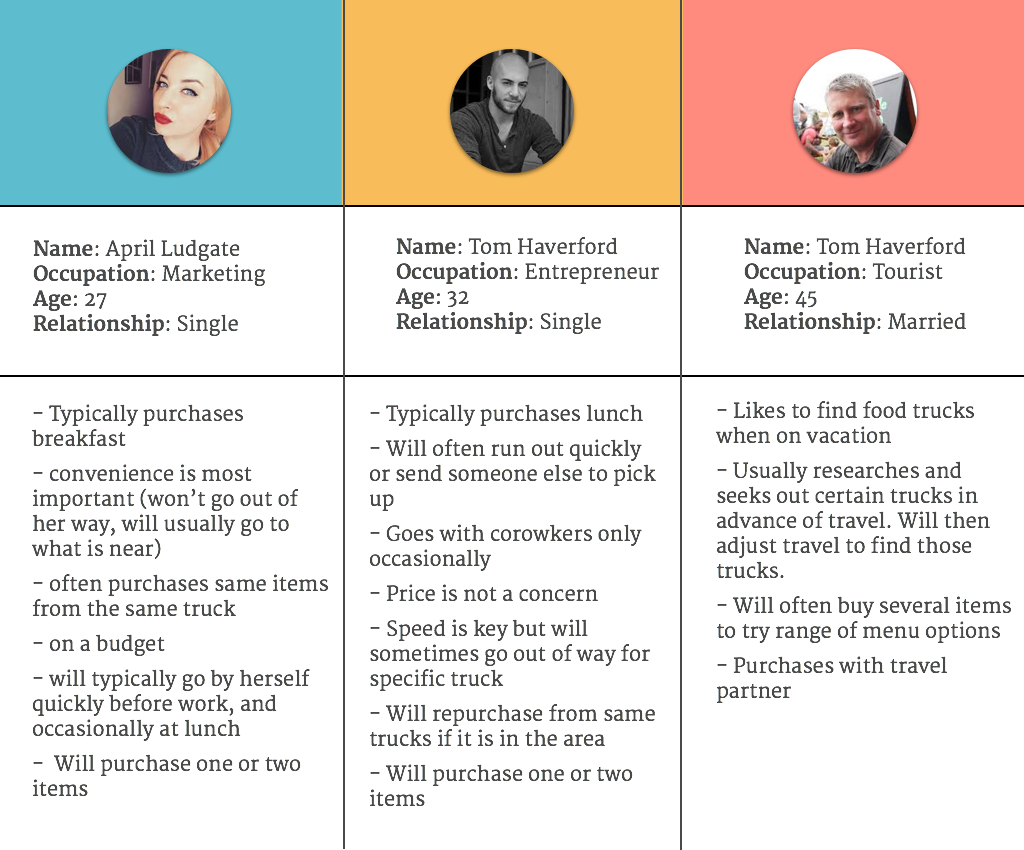 Name: April Ludgate
Occupation: Marketing
Age: 27
Relationship: Single
Name: Tom Haverford
Occupation: Entrepreneur
Age: 32
Relationship: Single
Name: Tom Haverford
Occupation: Tourist
Age: 45
Relationship: Married
- Typically purchases
breakfast
- convenience is most
important (won't go out of
her way, will usually go to
what is near)
- often purchases same items
from the same truck
- on a budget
- will typically go by herself
quickly before work, and
occasionally at lunch
- Will purchase one or two
items
- Typically purchases lunch
- Will often run out quickly
or send someone else to pick
up
- Goes with corowkers only
occasionally
- Price is not a concern
- Speed is key but will
sometimes go out of way for
specific truck
- Will repurchase from same
trucks if it is in the area
- Will purchase one or two
items
- Likes to find food trucks
when on vacation
- Usually researches and
seeks out certain trucks in
advance of travel. Will then
adjust travel to find those
trucks.
- Will often buy several items
to try range of menu options
- Purchases with travel
partner